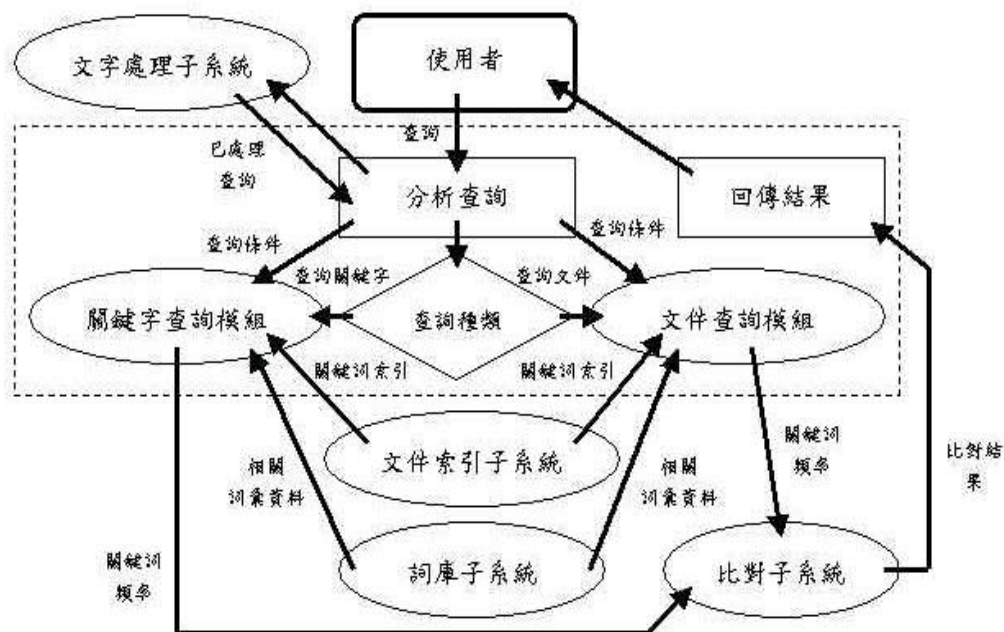 文字處理子系統
使用者
查詢
已處理
查詢
分析查詢
回傳結果
查詢條件
查詢條件
查詢關鍵字
查詢文件
關鍵字查詢模組
查詢種類
文件查詢模組
關鍵詞索引
關鍵詞索引
文件索引子系統
相關
詞彙資料
相關
詞彙資料
關鍵詞
頻率
比對結
果
詞庫子系統
比對子系統
關鍵詞
頻率